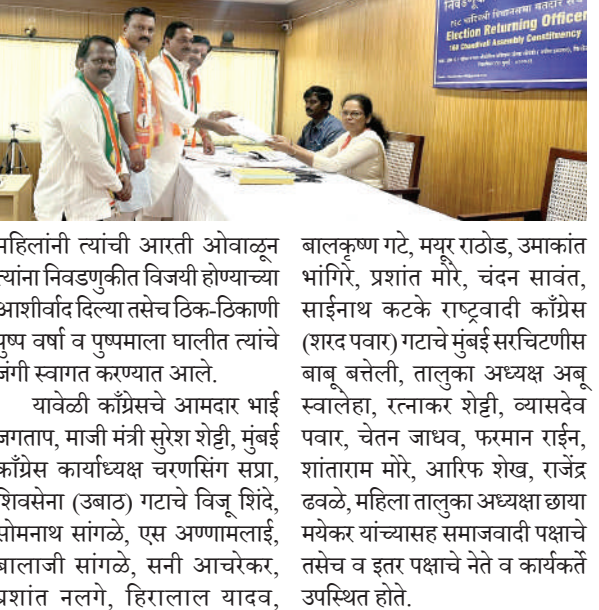 १६८ चांदिवली विधानसभा मतदार
Election Returning Officer
168 Chandivali Assembly Constituency
महिलांनी त्यांची आरती ओवाळून
त्यांना निवडणुकीत विजयी होण्याच्या
आशीर्वाद दिल्या तसेच ठिक-ठिकाणी
पुष्प वर्षा व पुष्पमाला घालीत त्यांचे
जंगी स्वागत करण्यात आले.
यावेळी काँग्रेसचे आमदार भाई
जगताप, माजी मंत्री सुरेश शेट्टी, मुंबई
काँग्रेस कार्याध्यक्ष चरणसिंग सप्रा,
शिवसेना (उबाठ) गटाचे विजू शिंदे,
सोमनाथ सांगळे, एस अण्णामलाई,
बालाजी सांगळे, सनी आचरेकर,
प्रशांत नलगे, हिरालाल यादव,
बालकृष्ण गटे, मयूर राठोड, उमाकांत
भांगिरे, प्रशांत मोरे, चंदन सावंत,
साईनाथ कटके राष्ट्रवादी काँग्रेस
(शरद पवार) गटाचे मुंबई सरचिटणीस
बाबू बत्तेली, तालुका अध्यक्ष अबू
स्वालेहा, रत्नाकर शेट्टी, व्यासदेव
पवार, चेतन जाधव, फरमान राईन,
शांताराम मोरे, आरिफ शेख, राजेंद्र
ढवळे, महिला तालुका अध्यक्षा छाया
मयेकर यांच्यासह समाजवादी पक्षाचे
तसेच व इतर पक्षाचे नेते व कार्यकर्ते
उपस्थित होते.